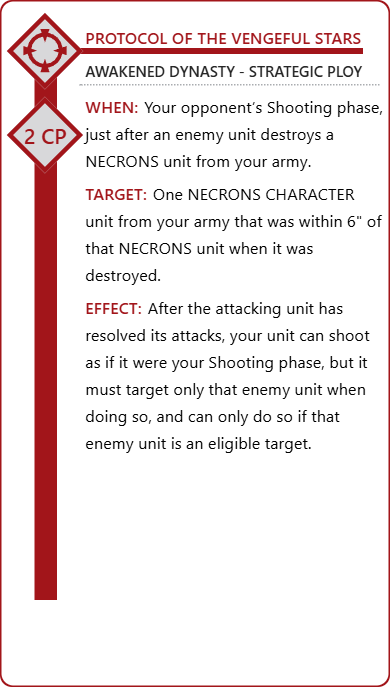 PROTOCOL OF THE VENGEFUL STARS
AWAKENED DYNASTY - STRATEGIC PLOY
2 CP
WHEN: Your opponent’s Shooting phase,
just after an enemy unit destroys a
NECRONS unit from your army.
TARGET: One NECRONS CHARACTER
unit from your army that was within 6" of
that NECRONS unit when it was
destroyed.
EFFECT: After the attacking unit has
resolved its attacks, your unit can shoot
as if it were your Shooting phase, but it
must target only that enemy unit when
doing so, and can only do so if that
enemy unit is an eligible target.